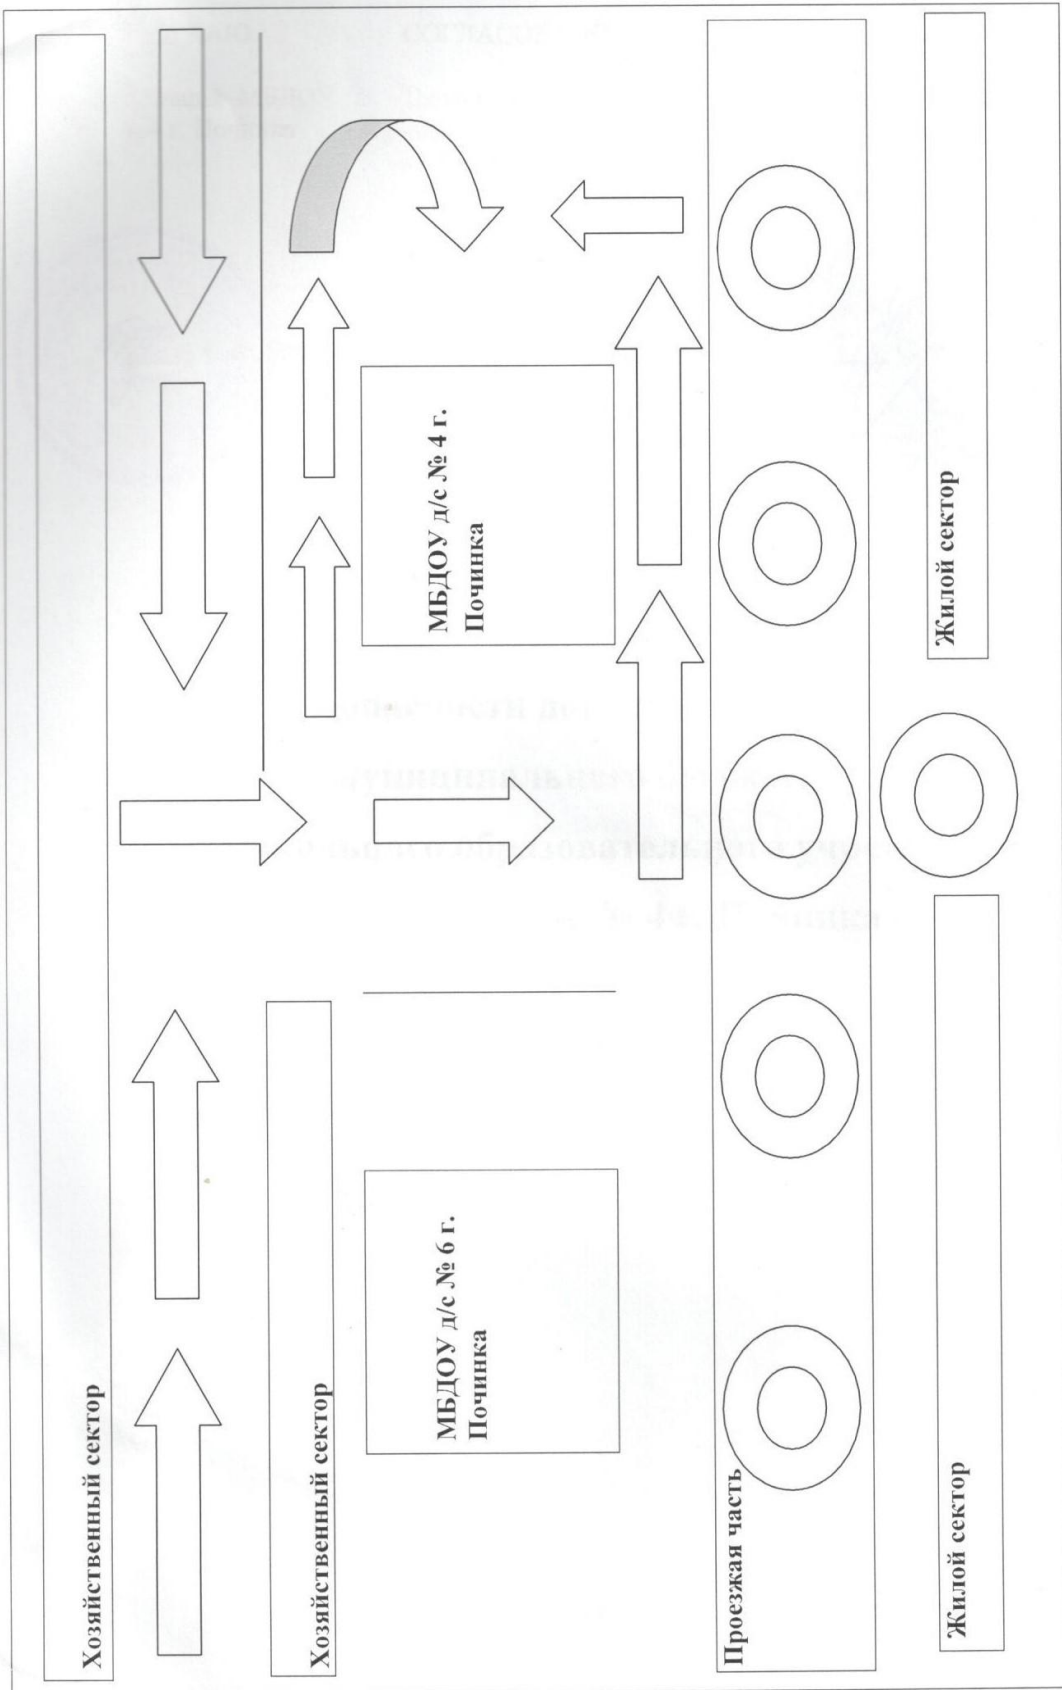 Хозяйственный сектор
Хозяйственный сектор
МБДОУ д/с № 6 г.
Починка
МБДОУ д/с № 4 г.
Починка
Проезжая часть
Жилой сектор
Жилой сектор